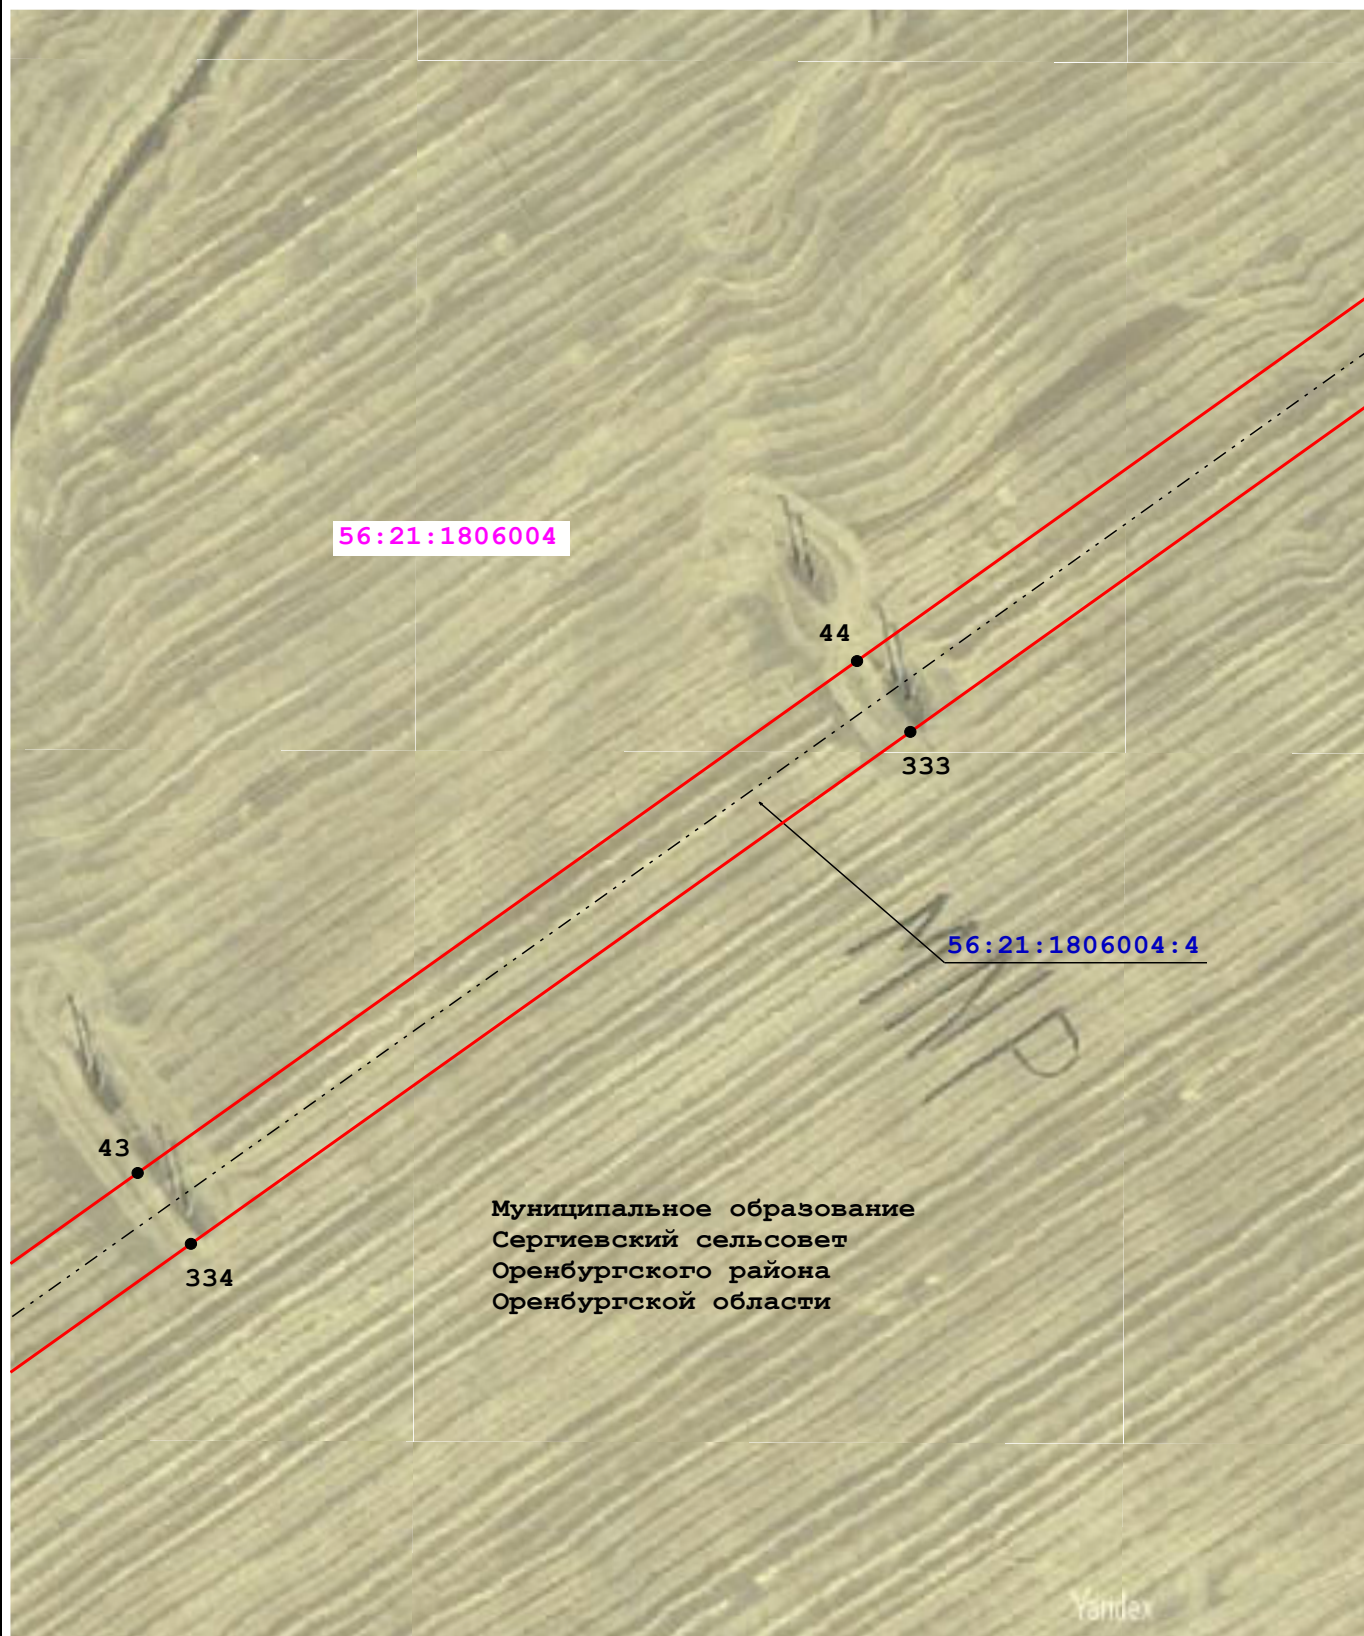 56:21:1806004
44
333
56:21:1806004:4
43
334
Муниципальное образование
Сергиевский сельсовет
Оренбургского района
Оренбургской области
Yandex